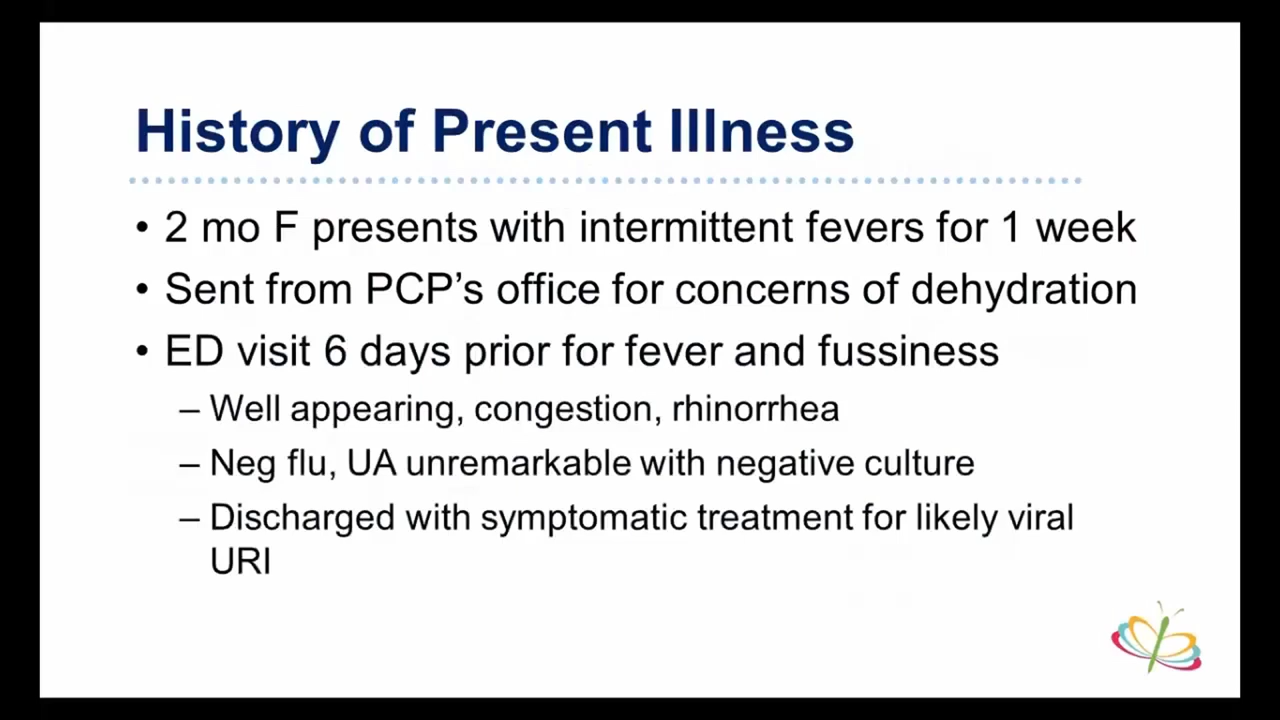 History of Present Illness
• 2 mo F presents with intermittent fevers for 1 week
• Sent from PCP’s office for concerns of dehydration
• ED visit 6 days prior for fever and fussiness
– Well appearing, congestion, rhinorrhea
– Neg flu, UA unremarkable with negative culture
– Discharged with symptomatic treatment for likely viral
URI